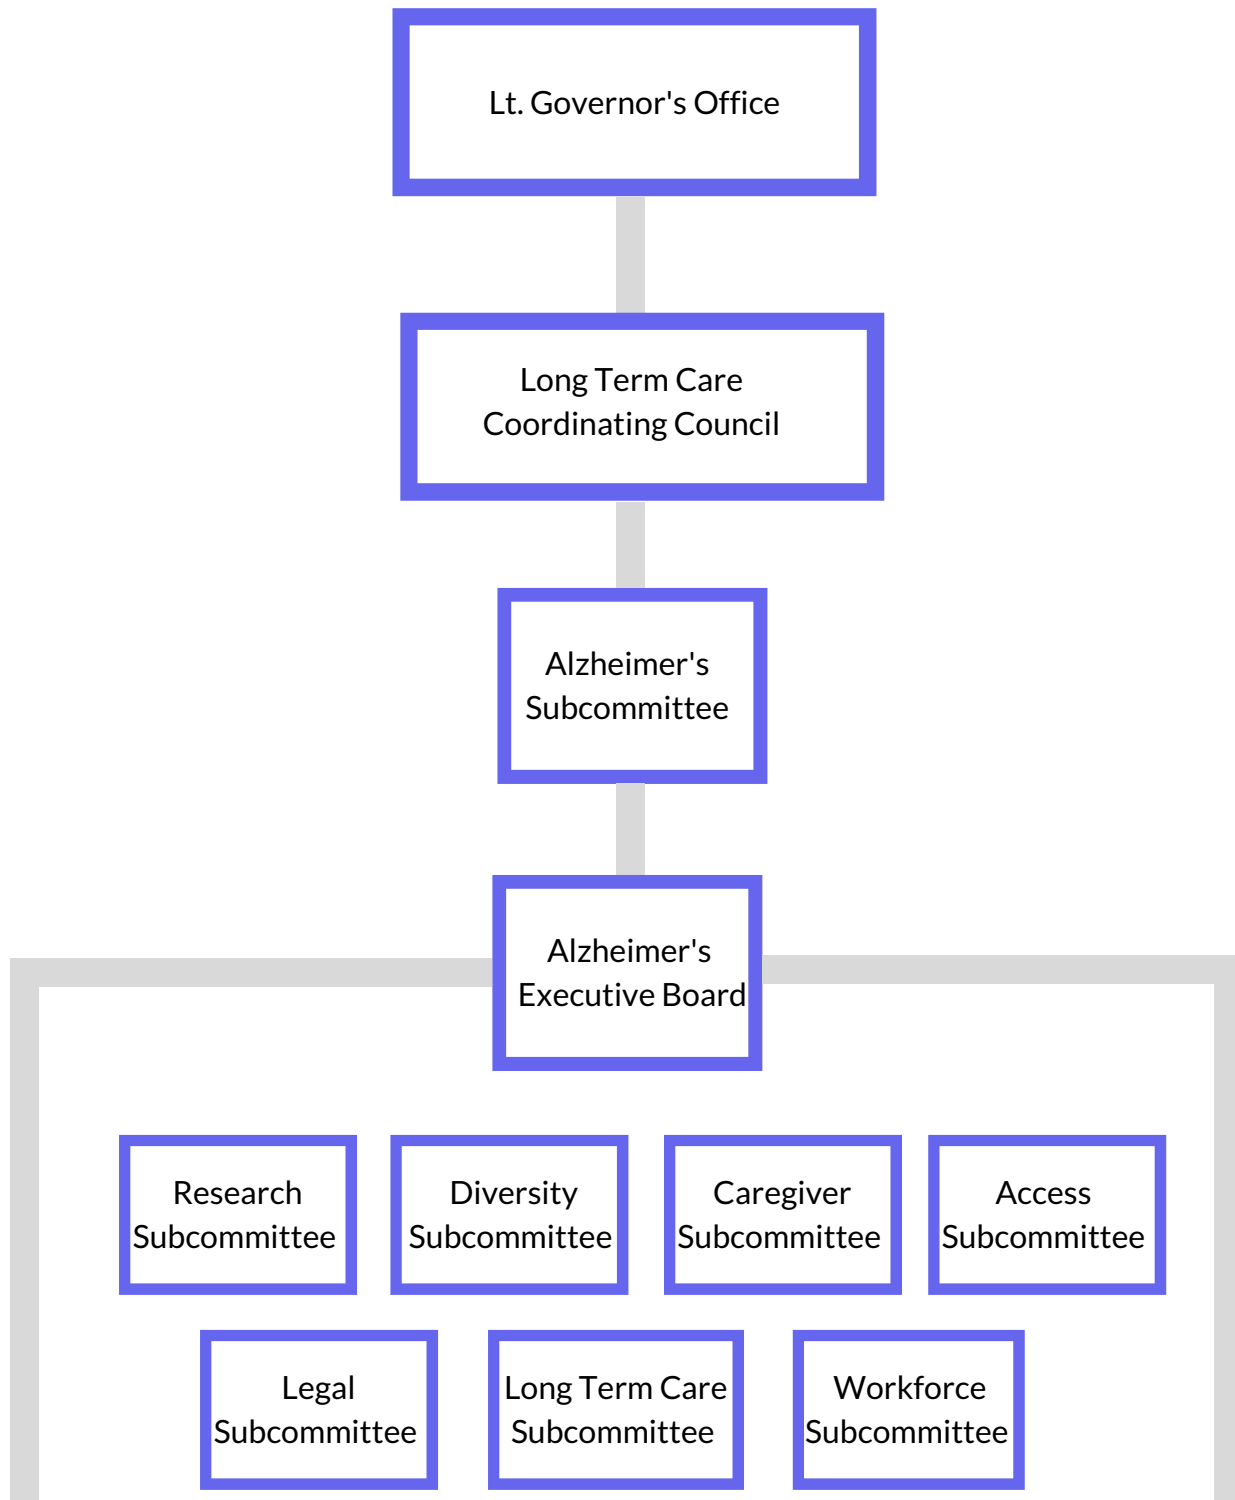 Lt. Governor's Office
Long Term Care
Coordinating Council
Alzheimer's
Subcommittee
Alzheimer's
Executive Board
Research
Subcommittee
Diversity
Subcommittee
Caregiver
Subcommittee
Access
Subcommittee
Legal
Subcommittee
Long Term Care
Subcommittee
Workforce
Subcommittee